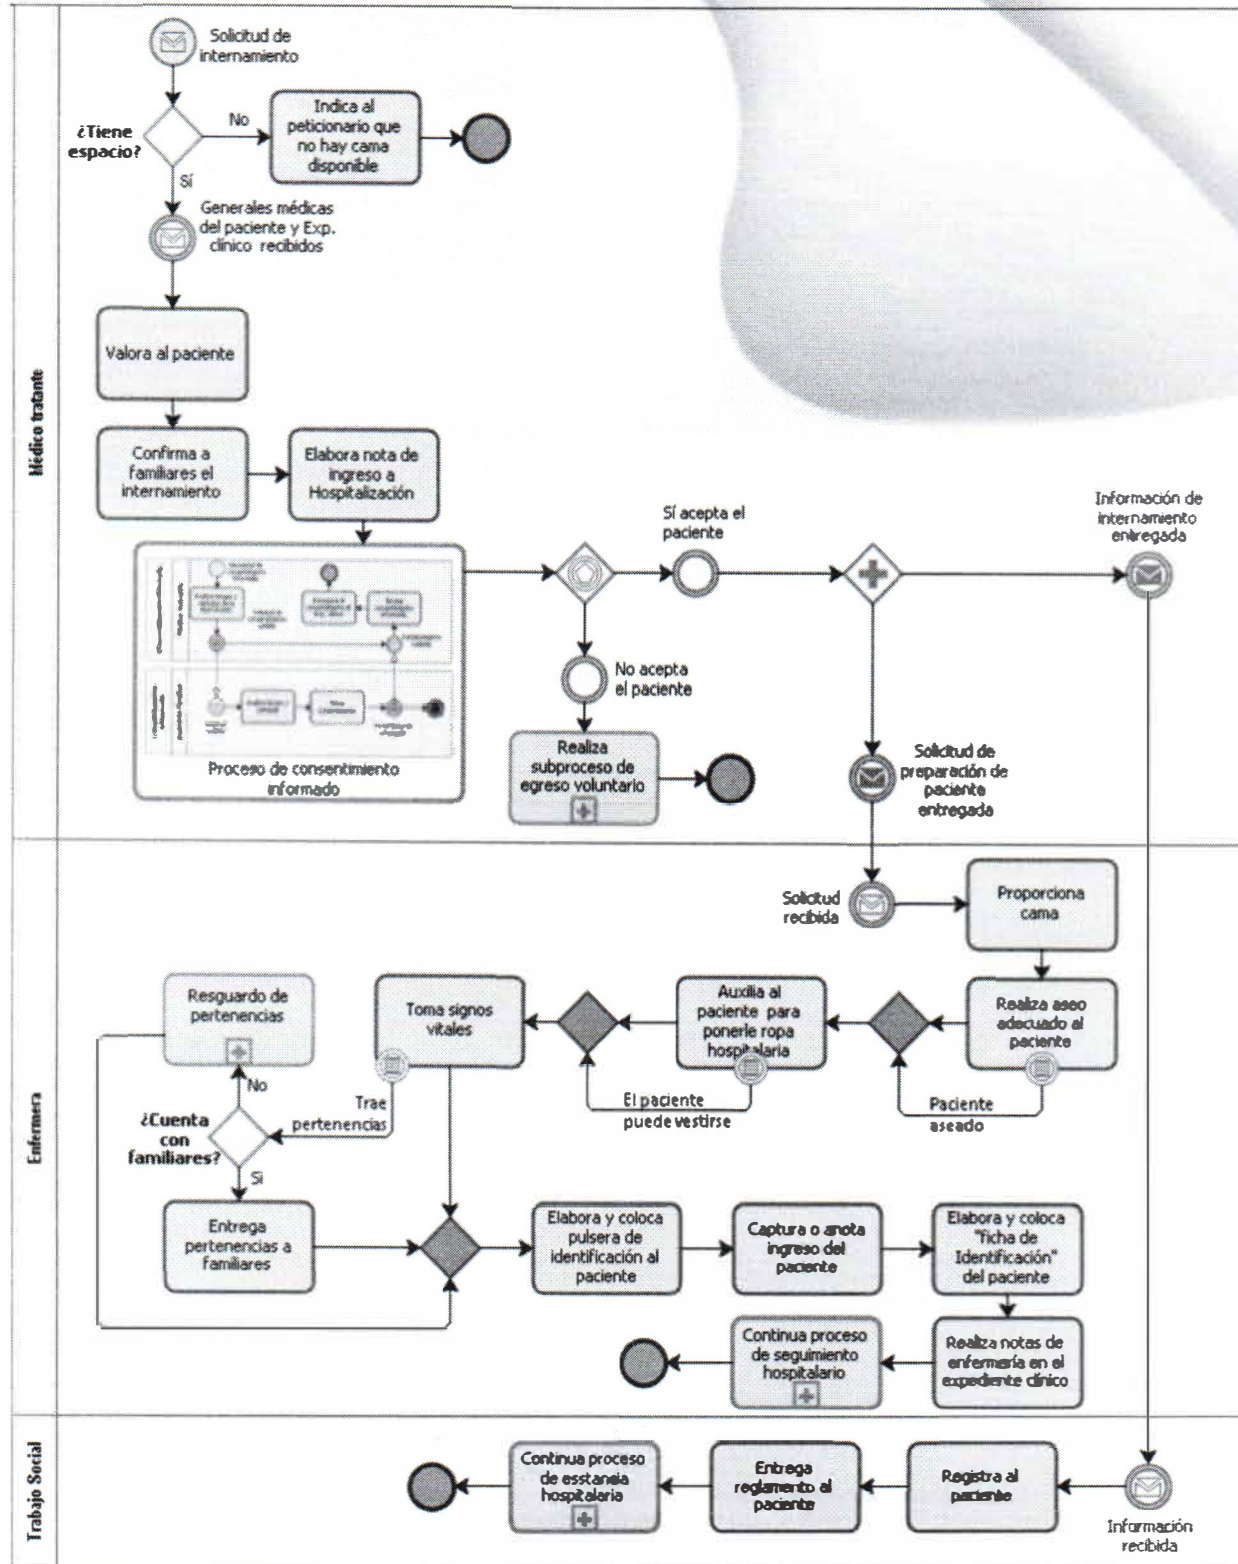 Médico tratante
Solicitud de
internamiento
¿Tiene
espacio?
No
Indica al
peticionario que
no hay cama
disponible
Sí
Generales médicas
del paciente y Exp.
clínico recibidos
Valora al paciente
Confirma a
familiares el
internamiento
Elabora nota de
ingreso a
Hospitalización
Proceso de consentimiento
informado
Sí acepta el
paciente
No acepta
el paciente
Realiza
subproceso de
egreso voluntario
Información de
internamiento
entregada
Solicitud de
preparación de
paciente
entregada
Enfermera
Solicitud
recibida
Proporciona
cama
Realiza aseo
adecuado al
paciente
Paciente
aseado
Auxilia al
paciente para
ponerle ropa
hospitalaria
El paciente
puede vestirse
Toma signos
vitales
Trae
pertenencias
Resguardo de
pertenencias
No
¿Cuenta
con
familiares?
Sí
Entrega
pertenencias a
familiares
Elabora y coloca
pulsera de
identificación al
paciente
Captura o anota
ingreso del
paciente
Elabora y coloca
"ficha de
Identificación"
del paciente
Realiza notas de
enfermería en el
expediente clínico
Continua proceso
de seguimiento
hospitalario
Trabajo Social
Información
recibida
Registra al
paciente
Entrega
reglamento al
paciente
Continua proceso
de esstancia
hospitalaria